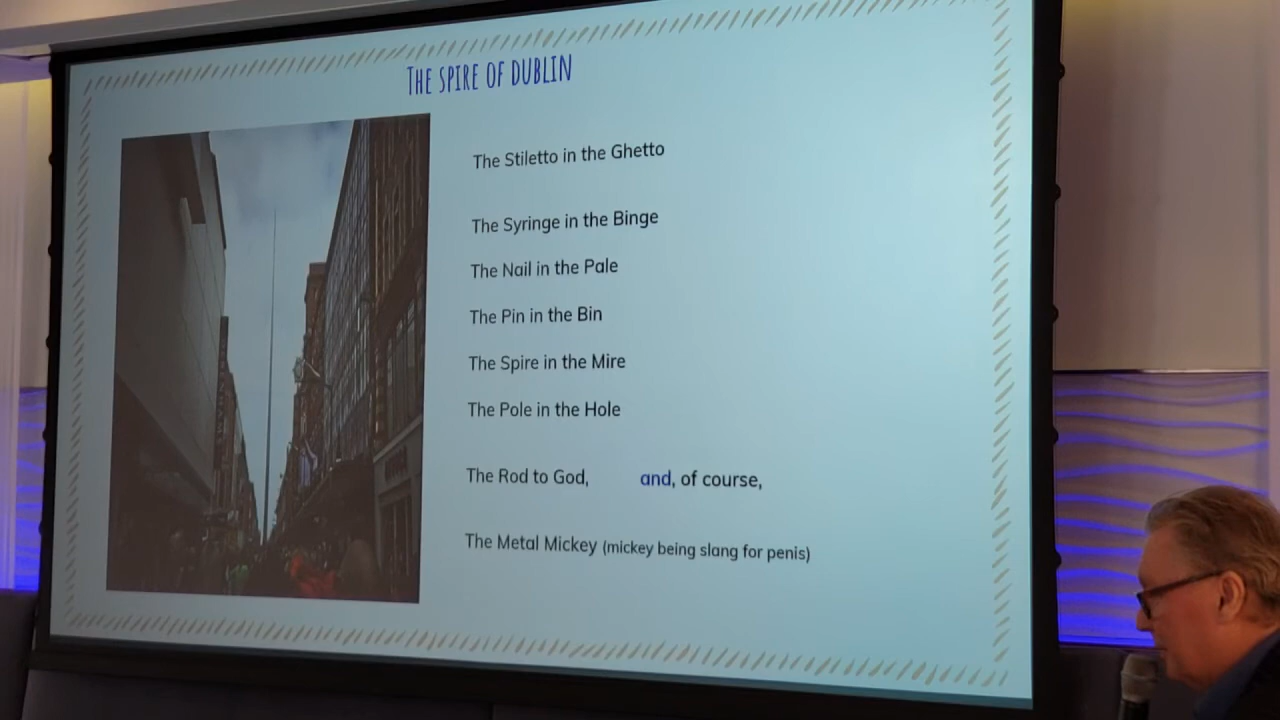 THE SPIRE OF DUBLIN
The Stiletto in the Ghetto
The Syringe in the Binge
The Nail in the Pale
The Pin in the Bin
The Spire in the Mire
The Pole in the Hole
The Rod to God, and, of course,
The Metal Mickey (mickey being slang for penis)